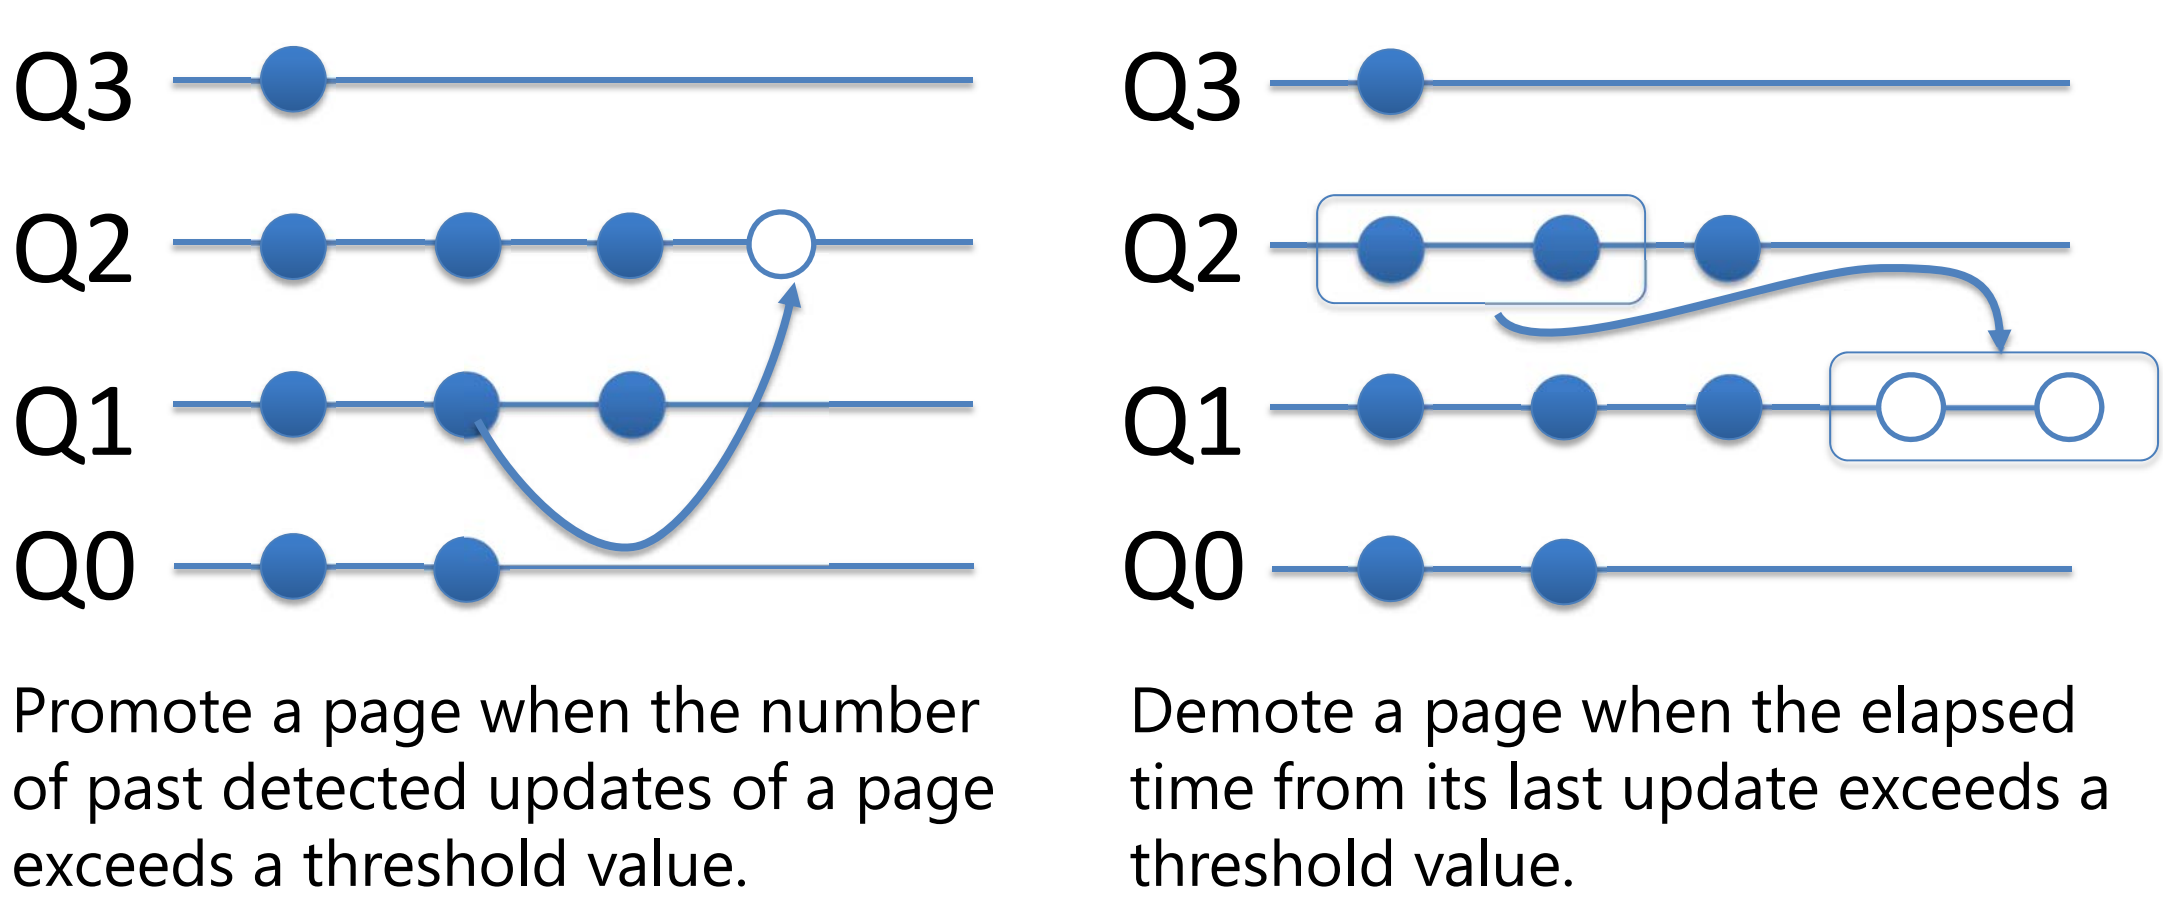 Q3
Q2
Q1
Q0
Promote a page when the number
of past detected updates of a page
exceeds a threshold value.
Q3
Q2
Q1
Q0
Demote a page when the elapsed
time from its last update exceeds a
threshold value.